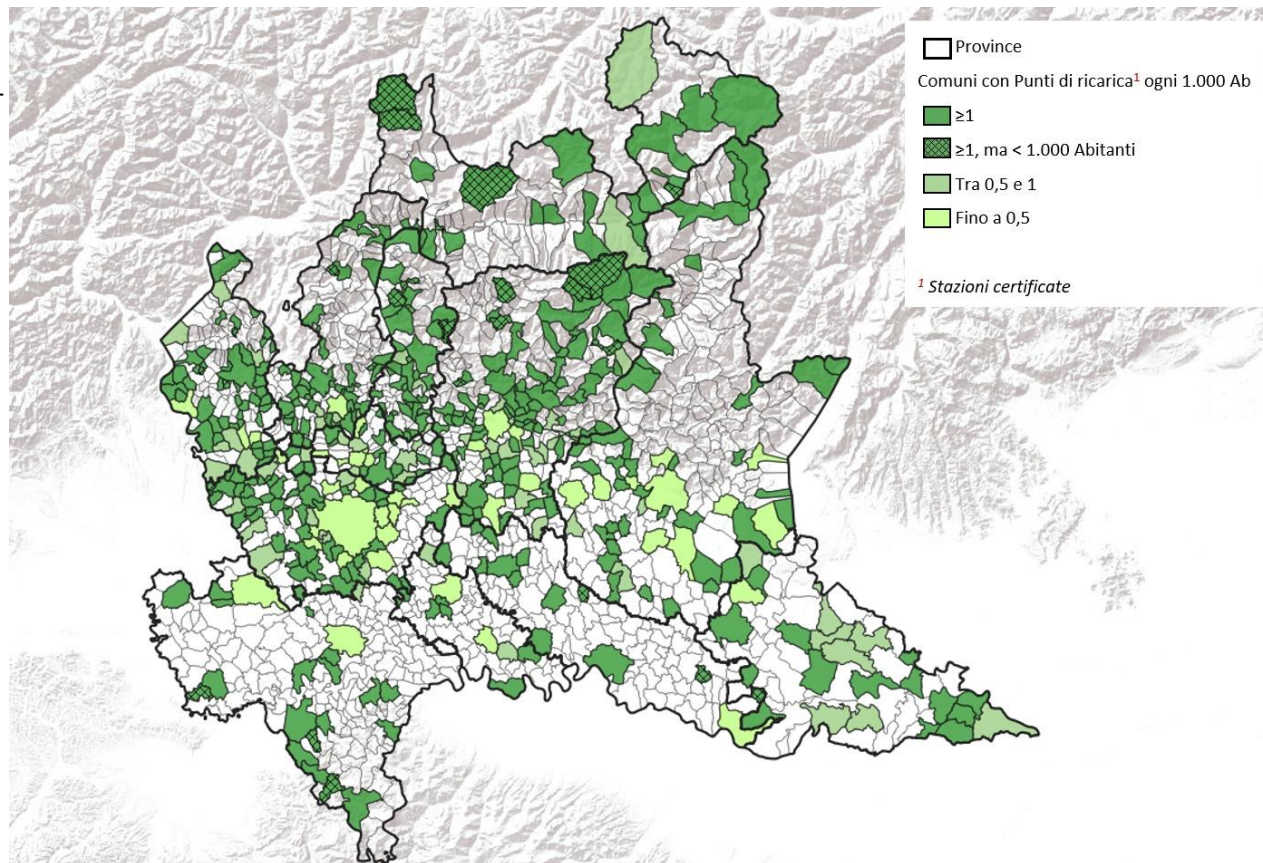 Province
Comuni con Punti di ricarica¹ ogni 1.000 Ab
≥1
≥1, ma < 1.000 Abitanti
Tra 0,5 e 1
Fino a 0,5
¹ Stazioni certificate